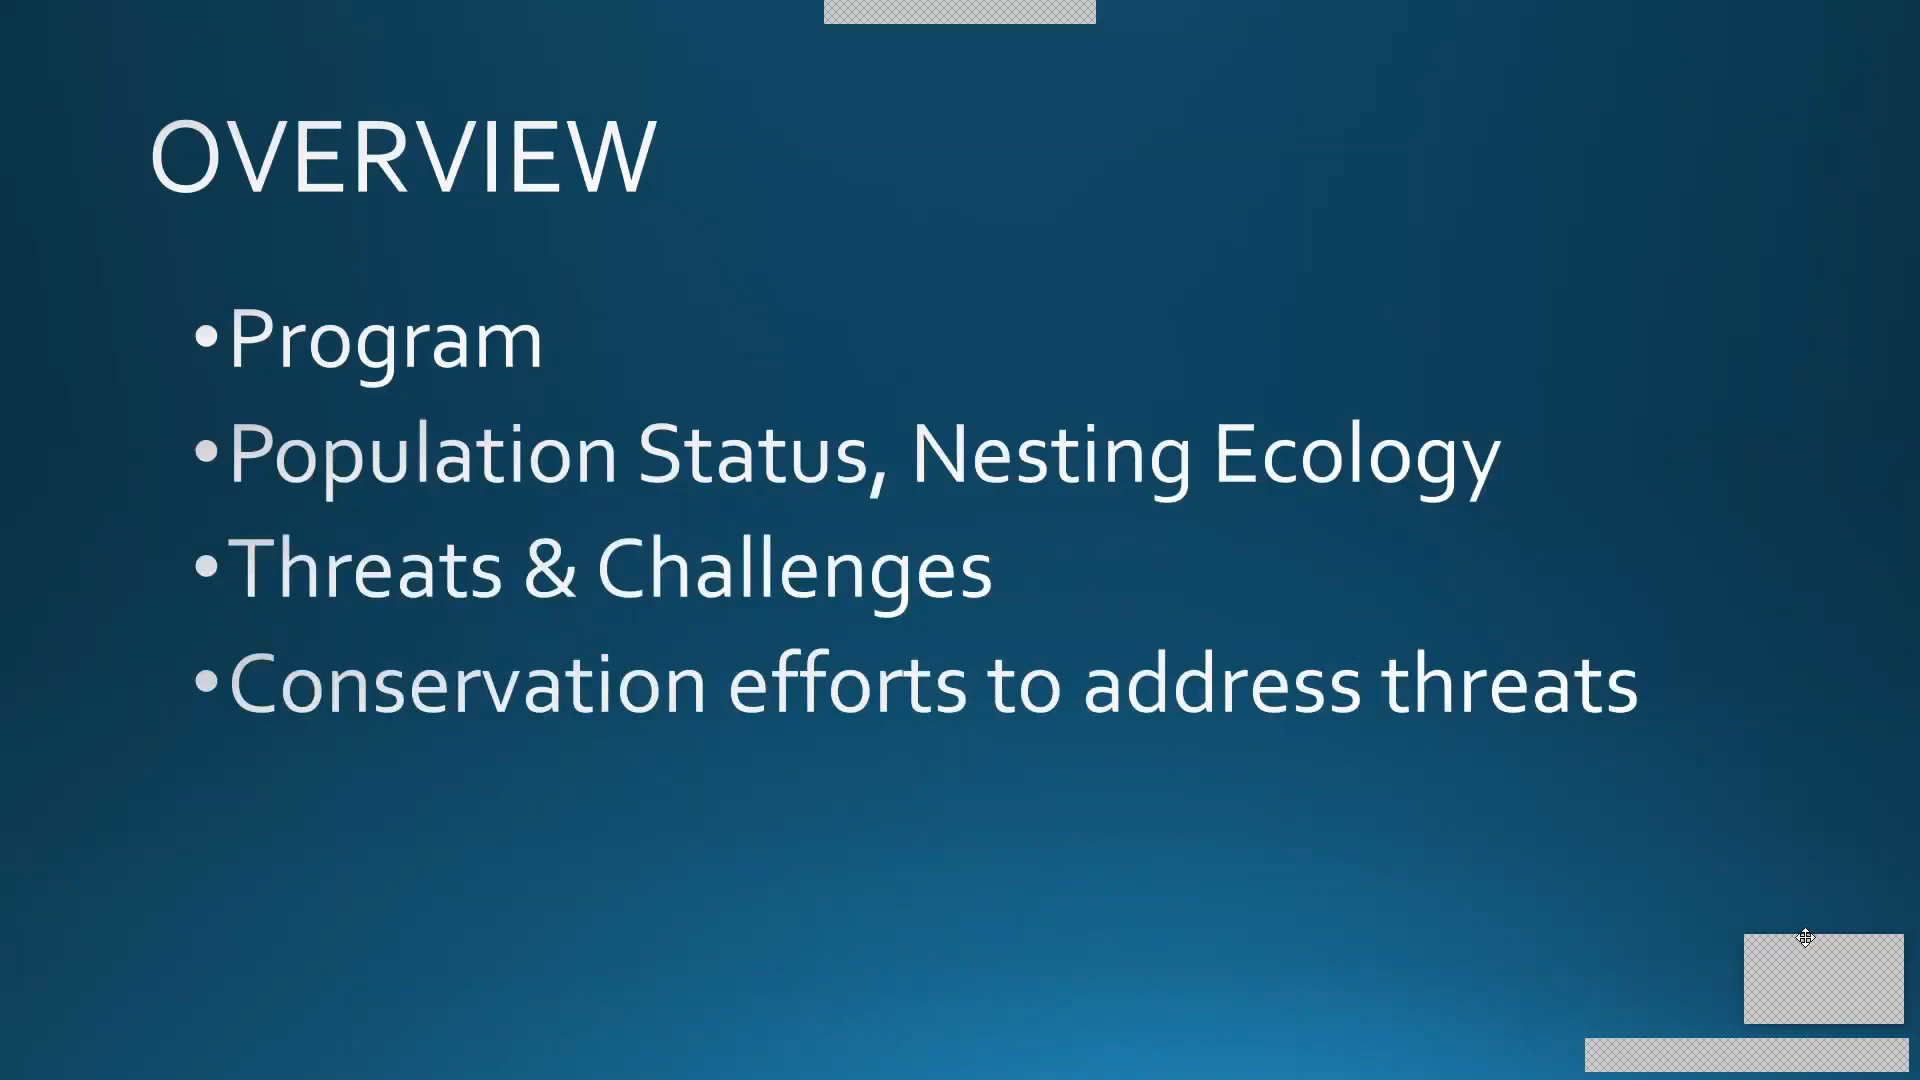 OVERVIEW
•Program
•Population Status, Nesting Ecology
•Threats & Challenges
•Conservation efforts to address threats